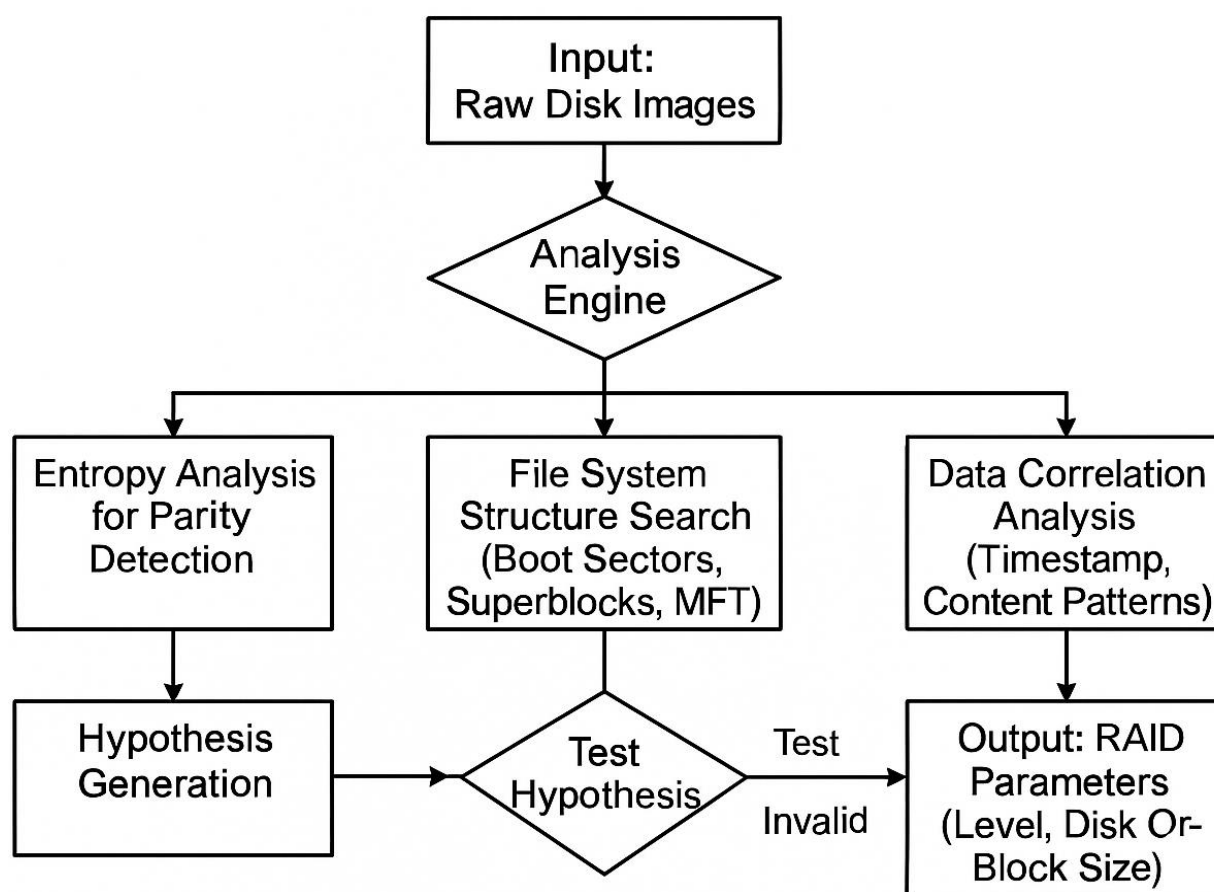 Input:
Raw Disk Images
Analysis
Engine
Entropy Analysis
for Parity
Detection
File System
Structure Search
(Boot Sectors,
Superblocks, MFT)
Data Correlation
Analysis
(Timestamp,
Content Patterns)
Hypothesis
Generation
Test
Hypothesis
Test
Invalid
Output: RAID
Parameters
(Level, Disk Or-
Block Size)